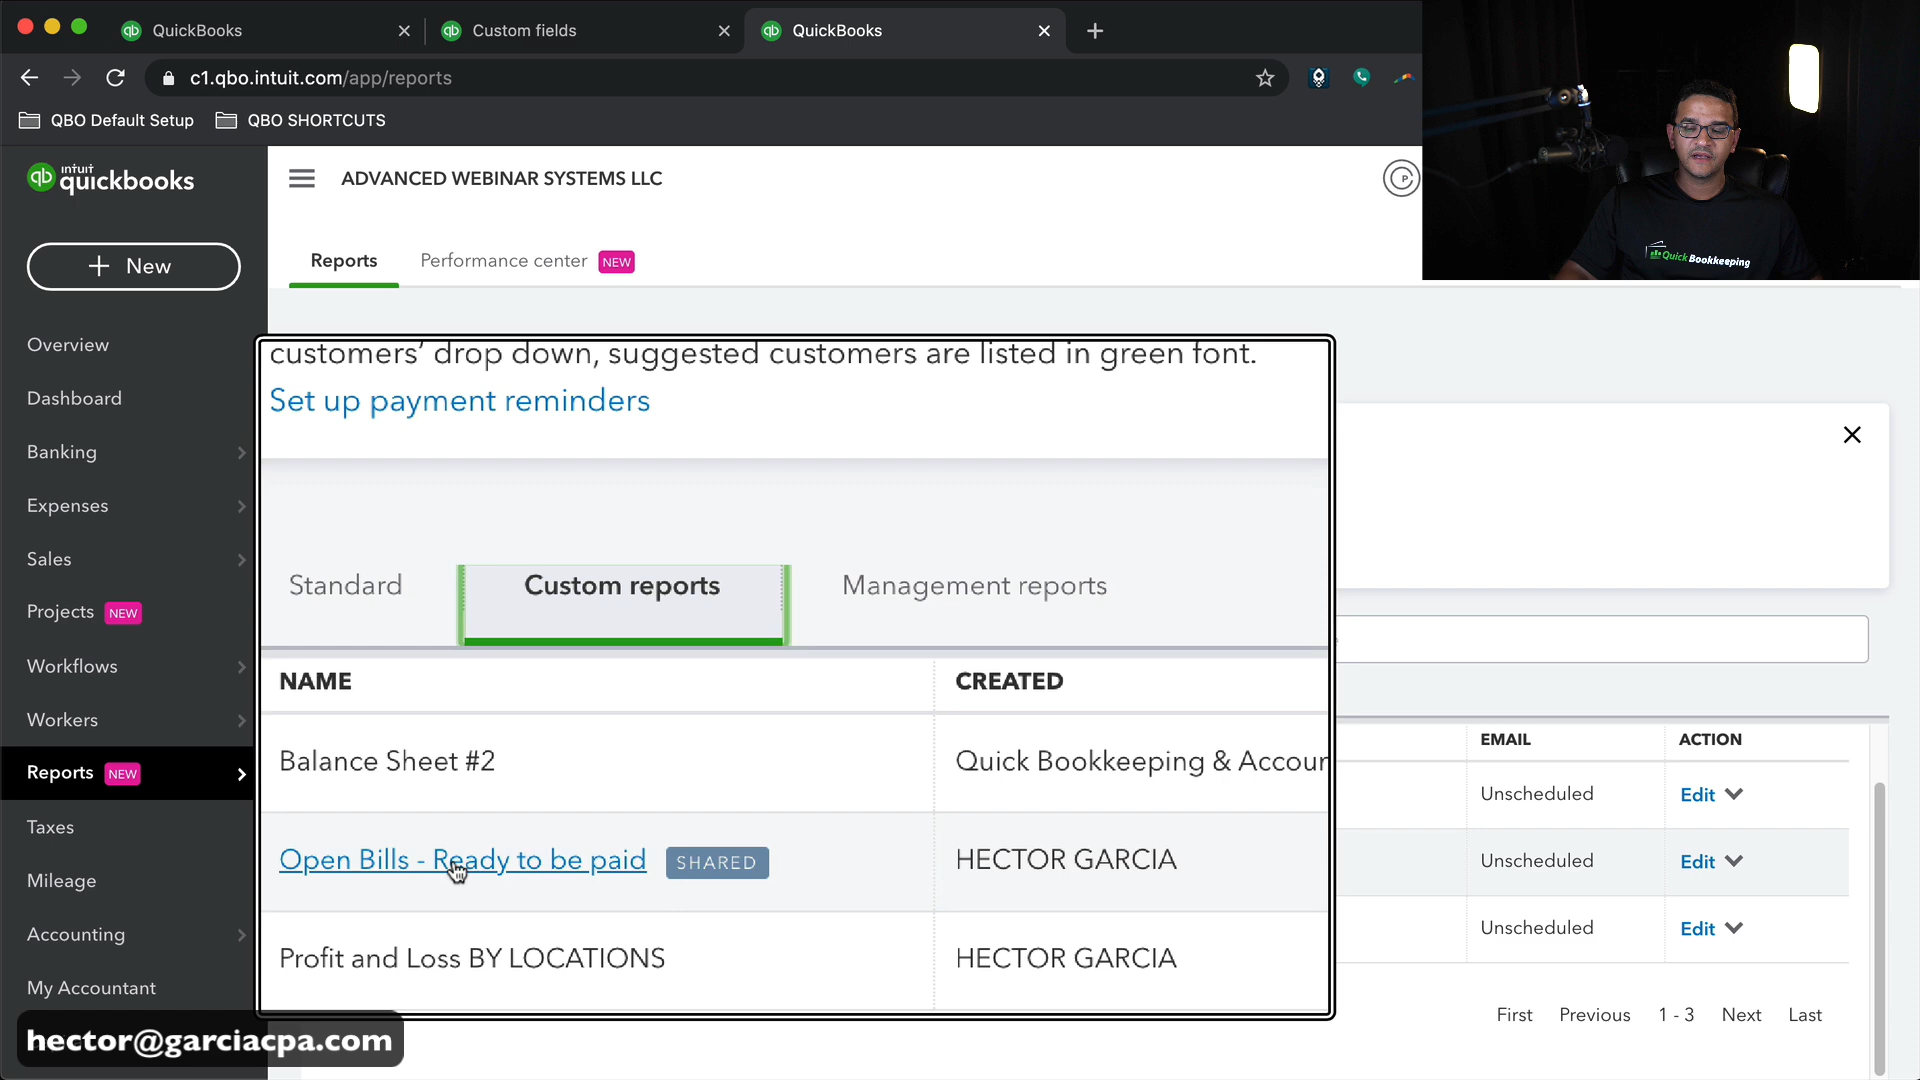 QuickBooks
Custom fields
QuickBooks
c1.qbo.intuit.com/app/reports
QBO Default Setup
QBO SHORTCUTS
intuit
quickbooks
ADVANCED WEBINAR SYSTEMS LLC
New
Reports
Performance center NEW
QuickBookkeeping
Overview
Dashboard
Banking
Expenses
Sales
Projects NEW
Workflows
Workers
Reports NEW
Taxes
Mileage
Accounting
My Accountant
customers’ drop down, suggested customers are listed in green font.
Set up payment reminders
Standard
Custom reports
Management reports
NAME
CREATED
EMAIL
ACTION
Balance Sheet #2
Quick Bookkeeping & Accour
Unscheduled
Edit
Open Bills - Ready to be paid
SHARED
HECTOR GARCIA
Unscheduled
Edit
Profit and Loss BY LOCATIONS
HECTOR GARCIA
Unscheduled
Edit
First Previous 1 - 3 Next Last
hector@garciacpa.com